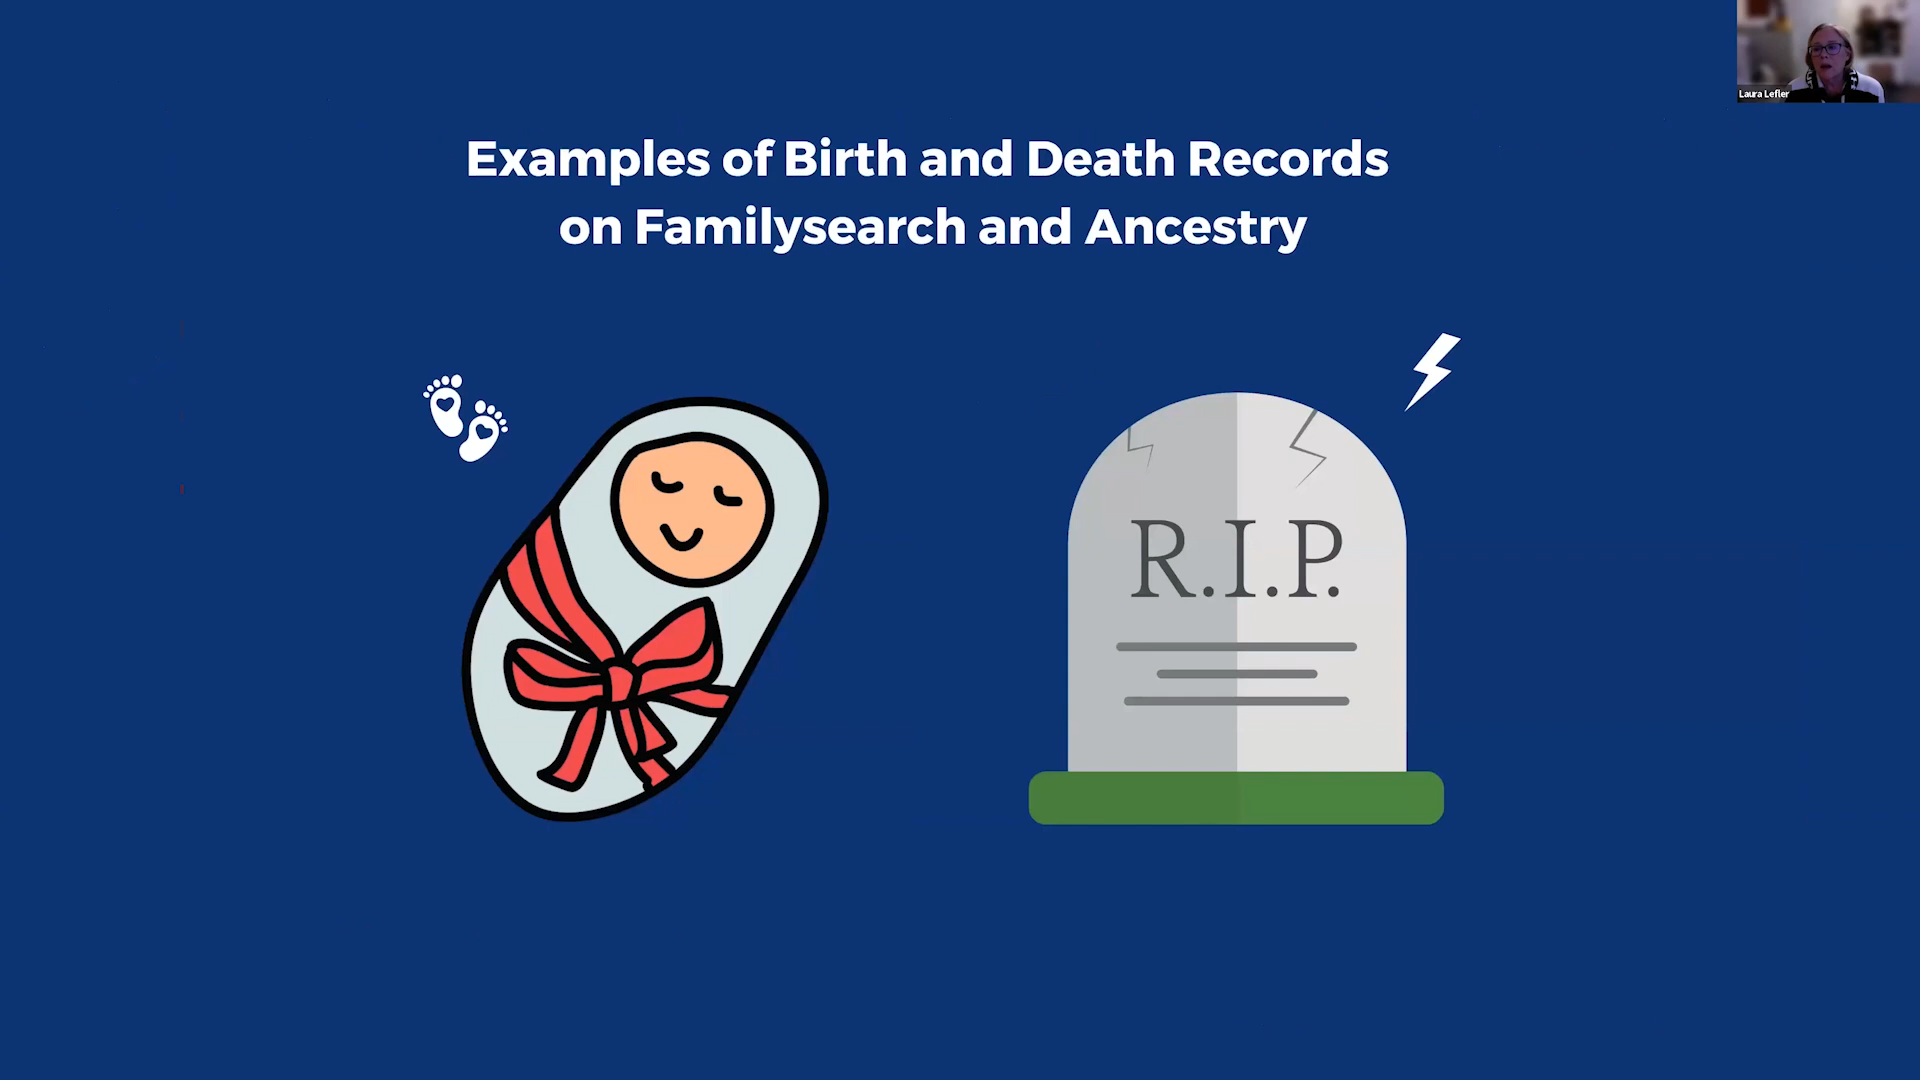 Laura Lefler
Examples of Birth and Death Records
on Familysearch and Ancestry
R.I.P.